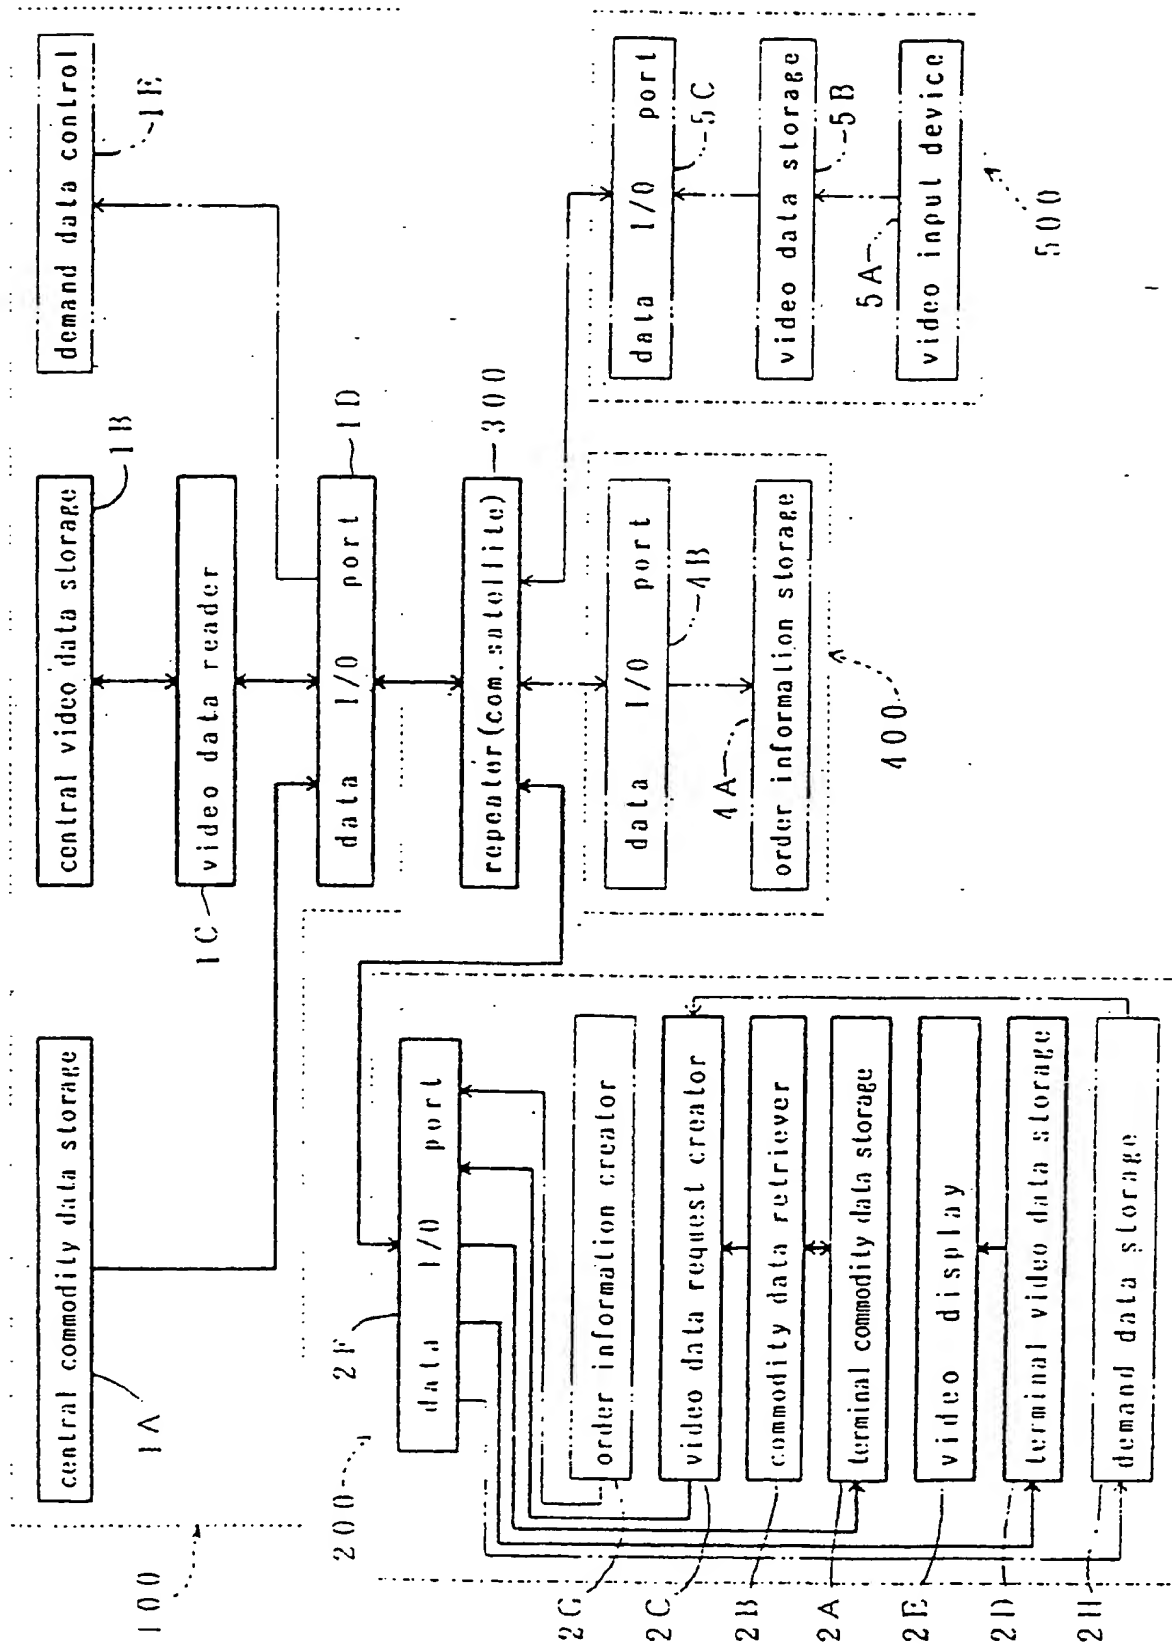 100
central commodity data storage
1A
central video data storage
1B
video data reader
1C
demand data control
1E
data I/O port
1D
repeater(com.satellite)
300
200
data I/O port
2F
order information creator
2G
video data request creator
2C
commodity data retriever
2B
terminal commodity data storage
2A
video display
2E
terminal video data storage
2D
demand data storage
2H
data I/O port
4B
order information storage
4A
400
data I/O port
5C
video data storage
5B
video input device
5A
500